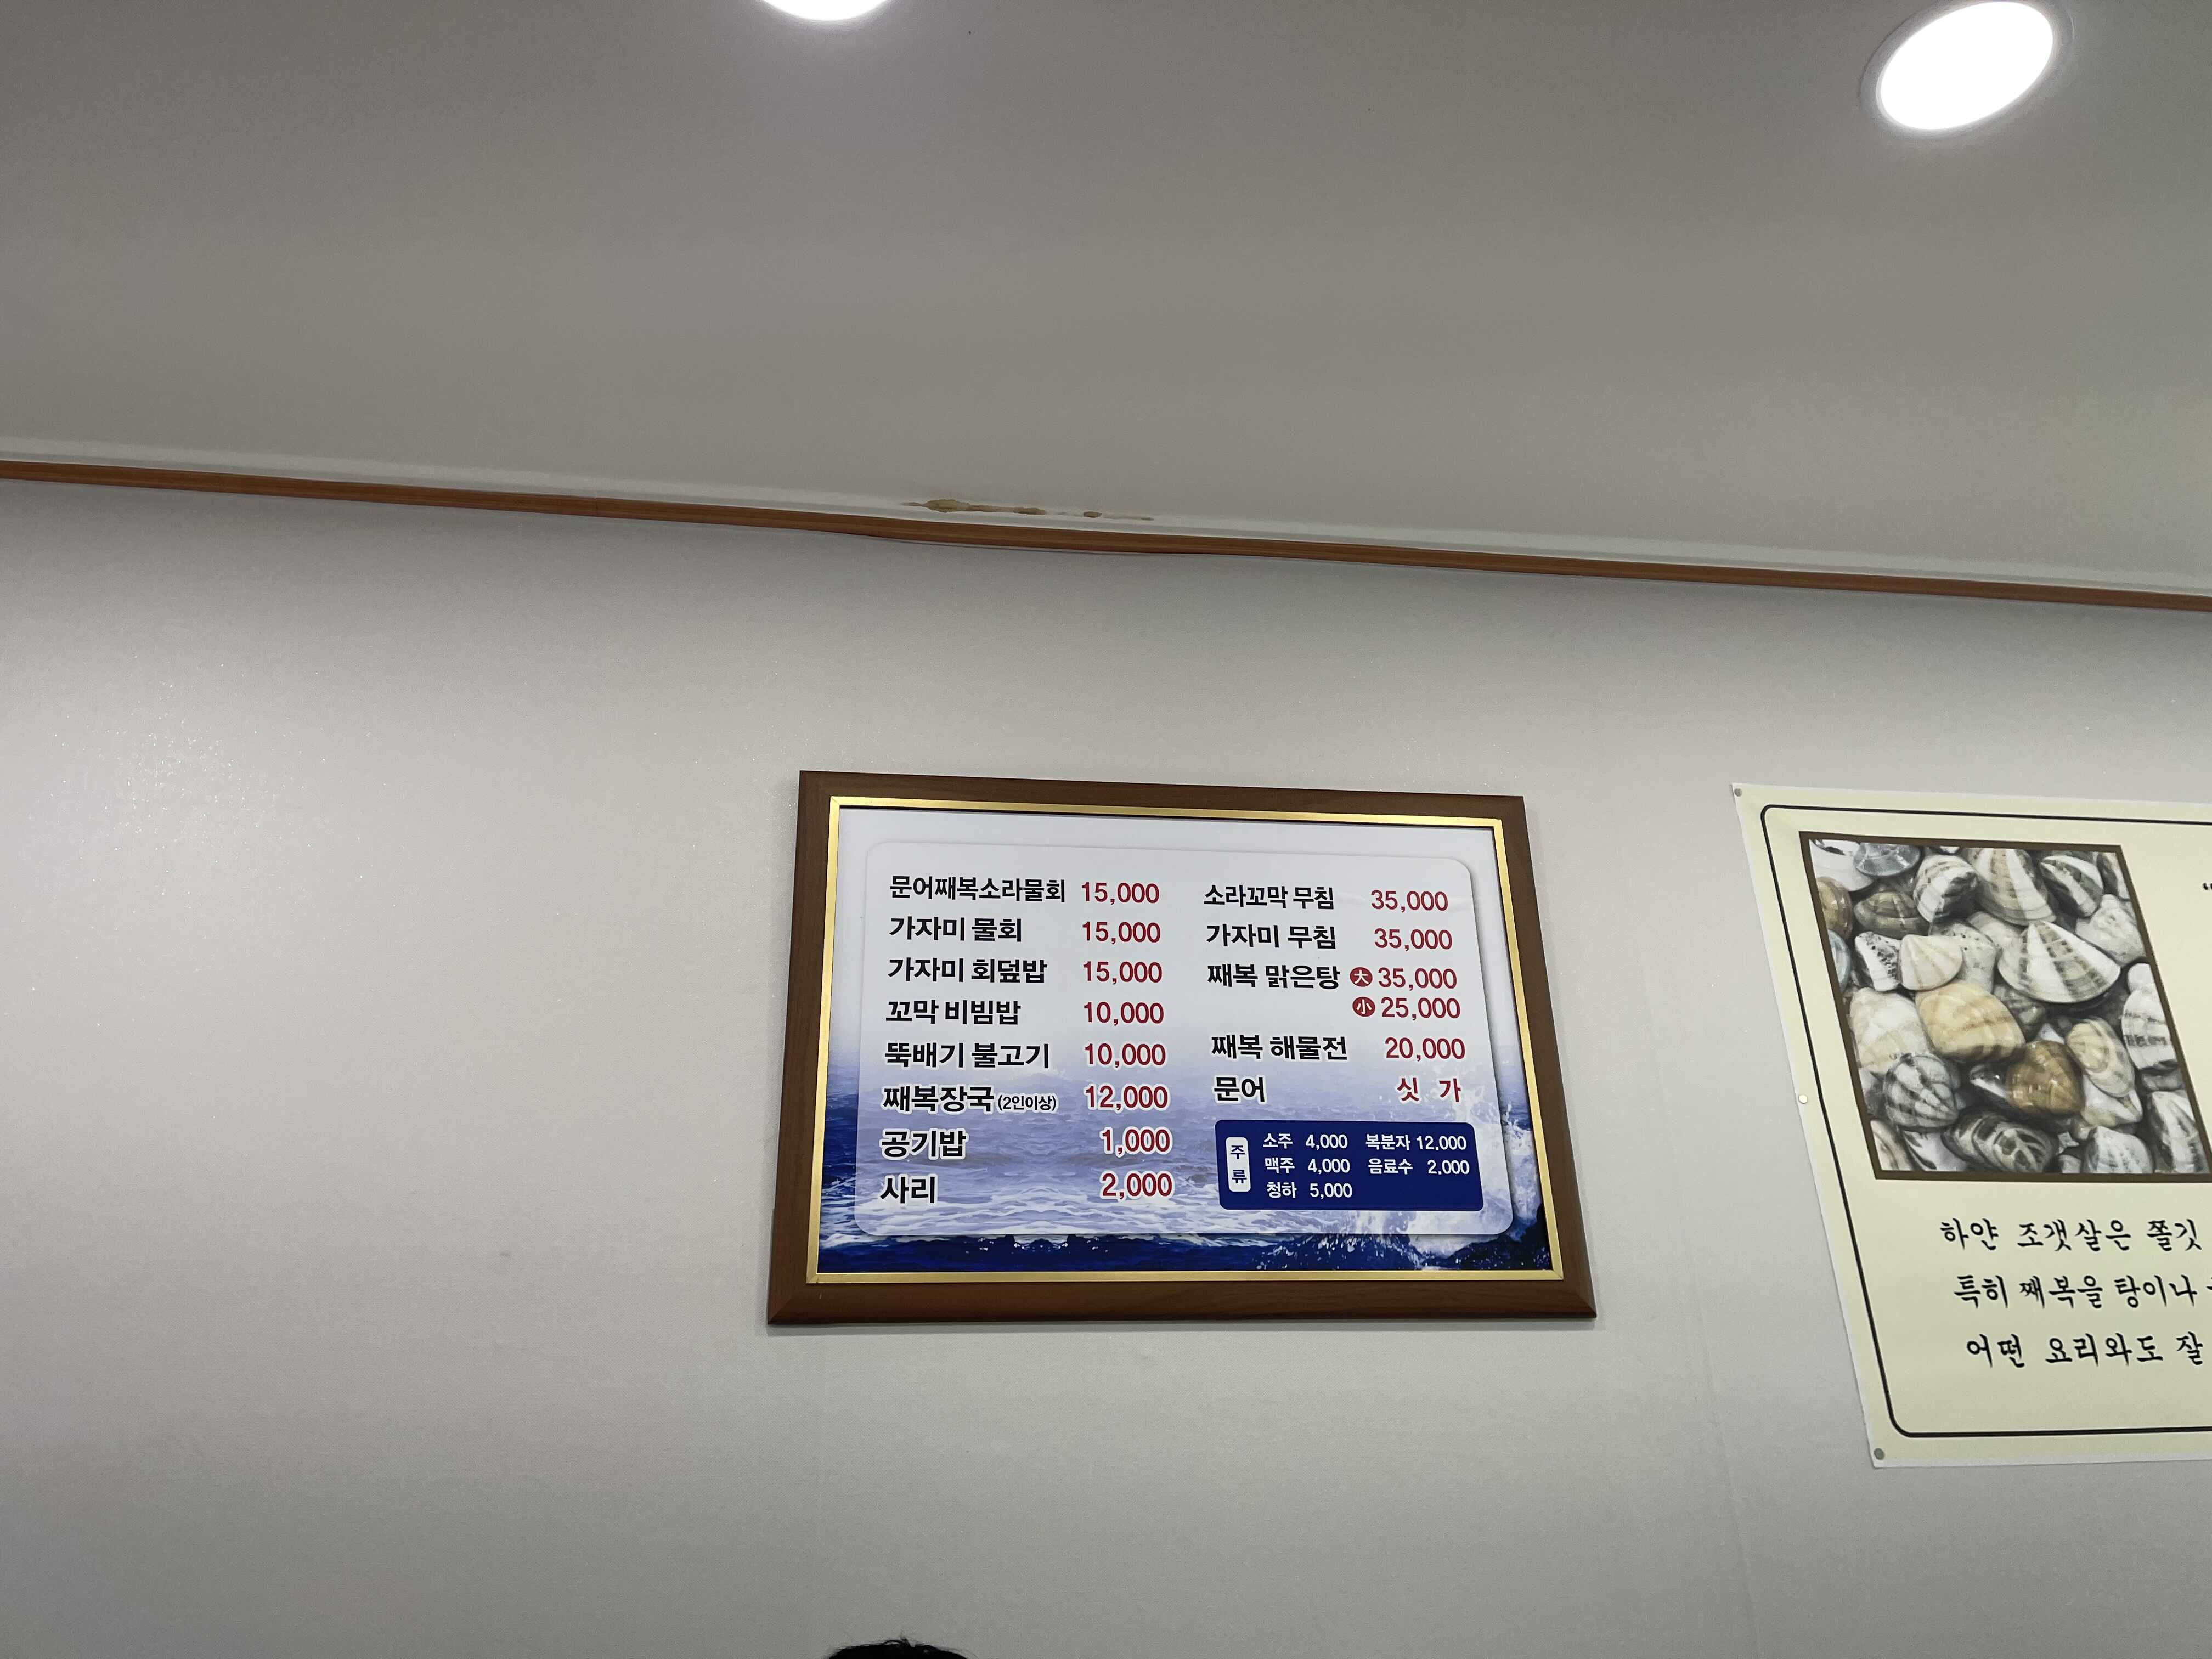 문어째복소라물회 15,000
가자미 물회 15,000
가자미 회덮밥 15,000
꼬막 비빔밥 10,000
뚝배기 불고기 10,000
째복장국 (2인이상) 12,000
공기밥 1,000
사리 2,000
소라꼬막 무침 35,000
가자미 무침 35,000
째복 맑은탕 大 35,000
小 25,000
째복 해물전 20,000
문어 싯 가
주류
소주 4,000 복분자 12.000
맥주 4,000 음료수 2.000
청하 5,000
하얀 조갯살은 쫄깃
특히 째복을 탕이나
어떤 요리와도 잘